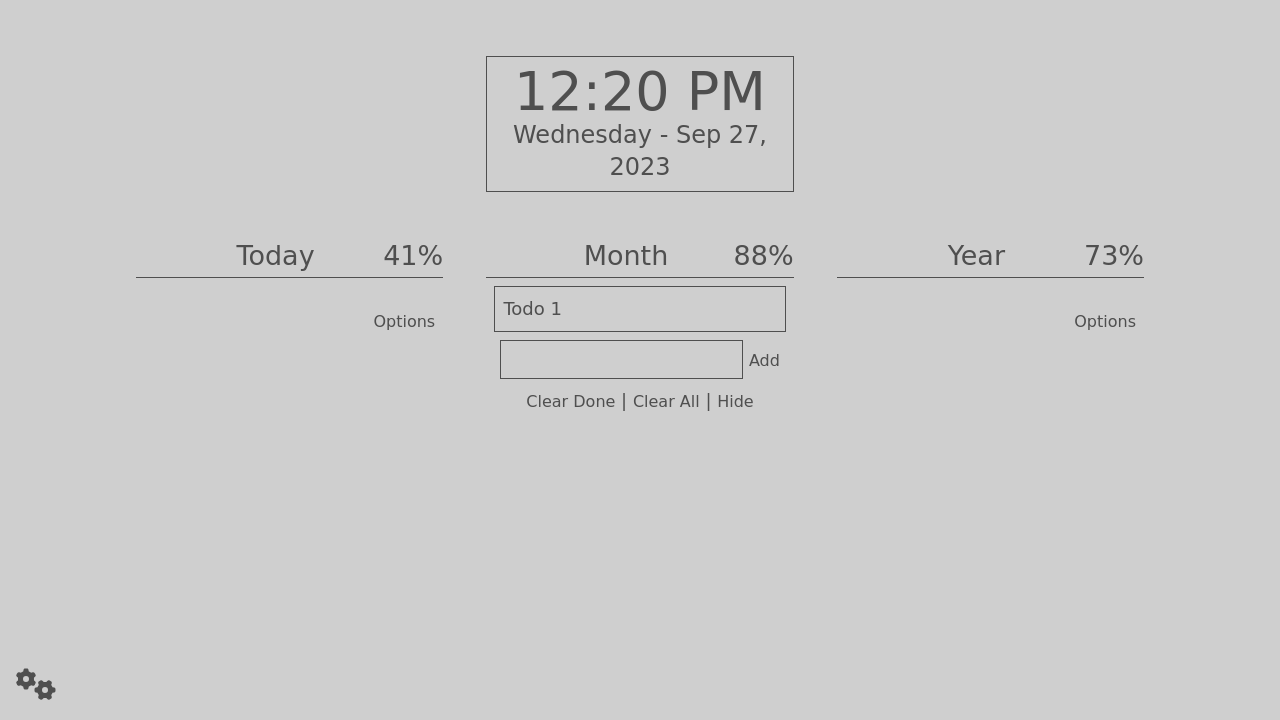 12:20 PM
Wednesday - Sep 27,
2023
Today 41%
Options
Month 88%
Todo 1
Add
Clear Done | Clear All | Hide
Year 73%
Options